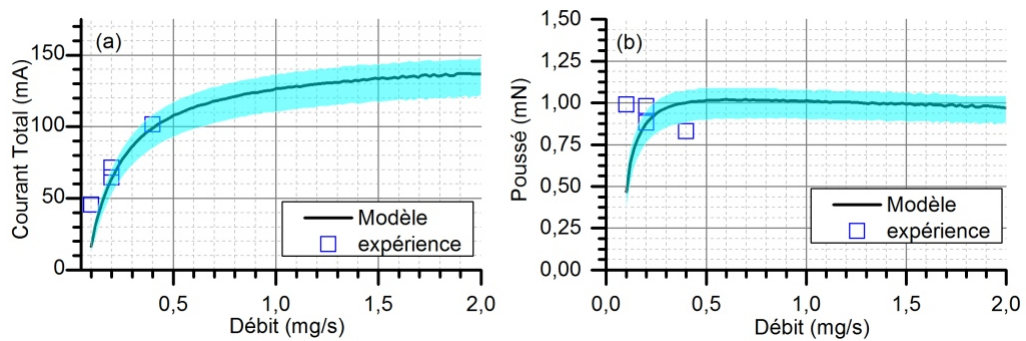 (a)
Courant Total (mA)
150
100
50
0
0,5
1,0
1,5
2,0
Débit (mg/s)
Modèle
expérience
(b)
Poussé (mN)
1,50
1,25
1,00
0,75
0,50
0,25
0,00
0,0
0,5
1,0
1,5
2,0
Débit (mg/s)
Modèle
expérience